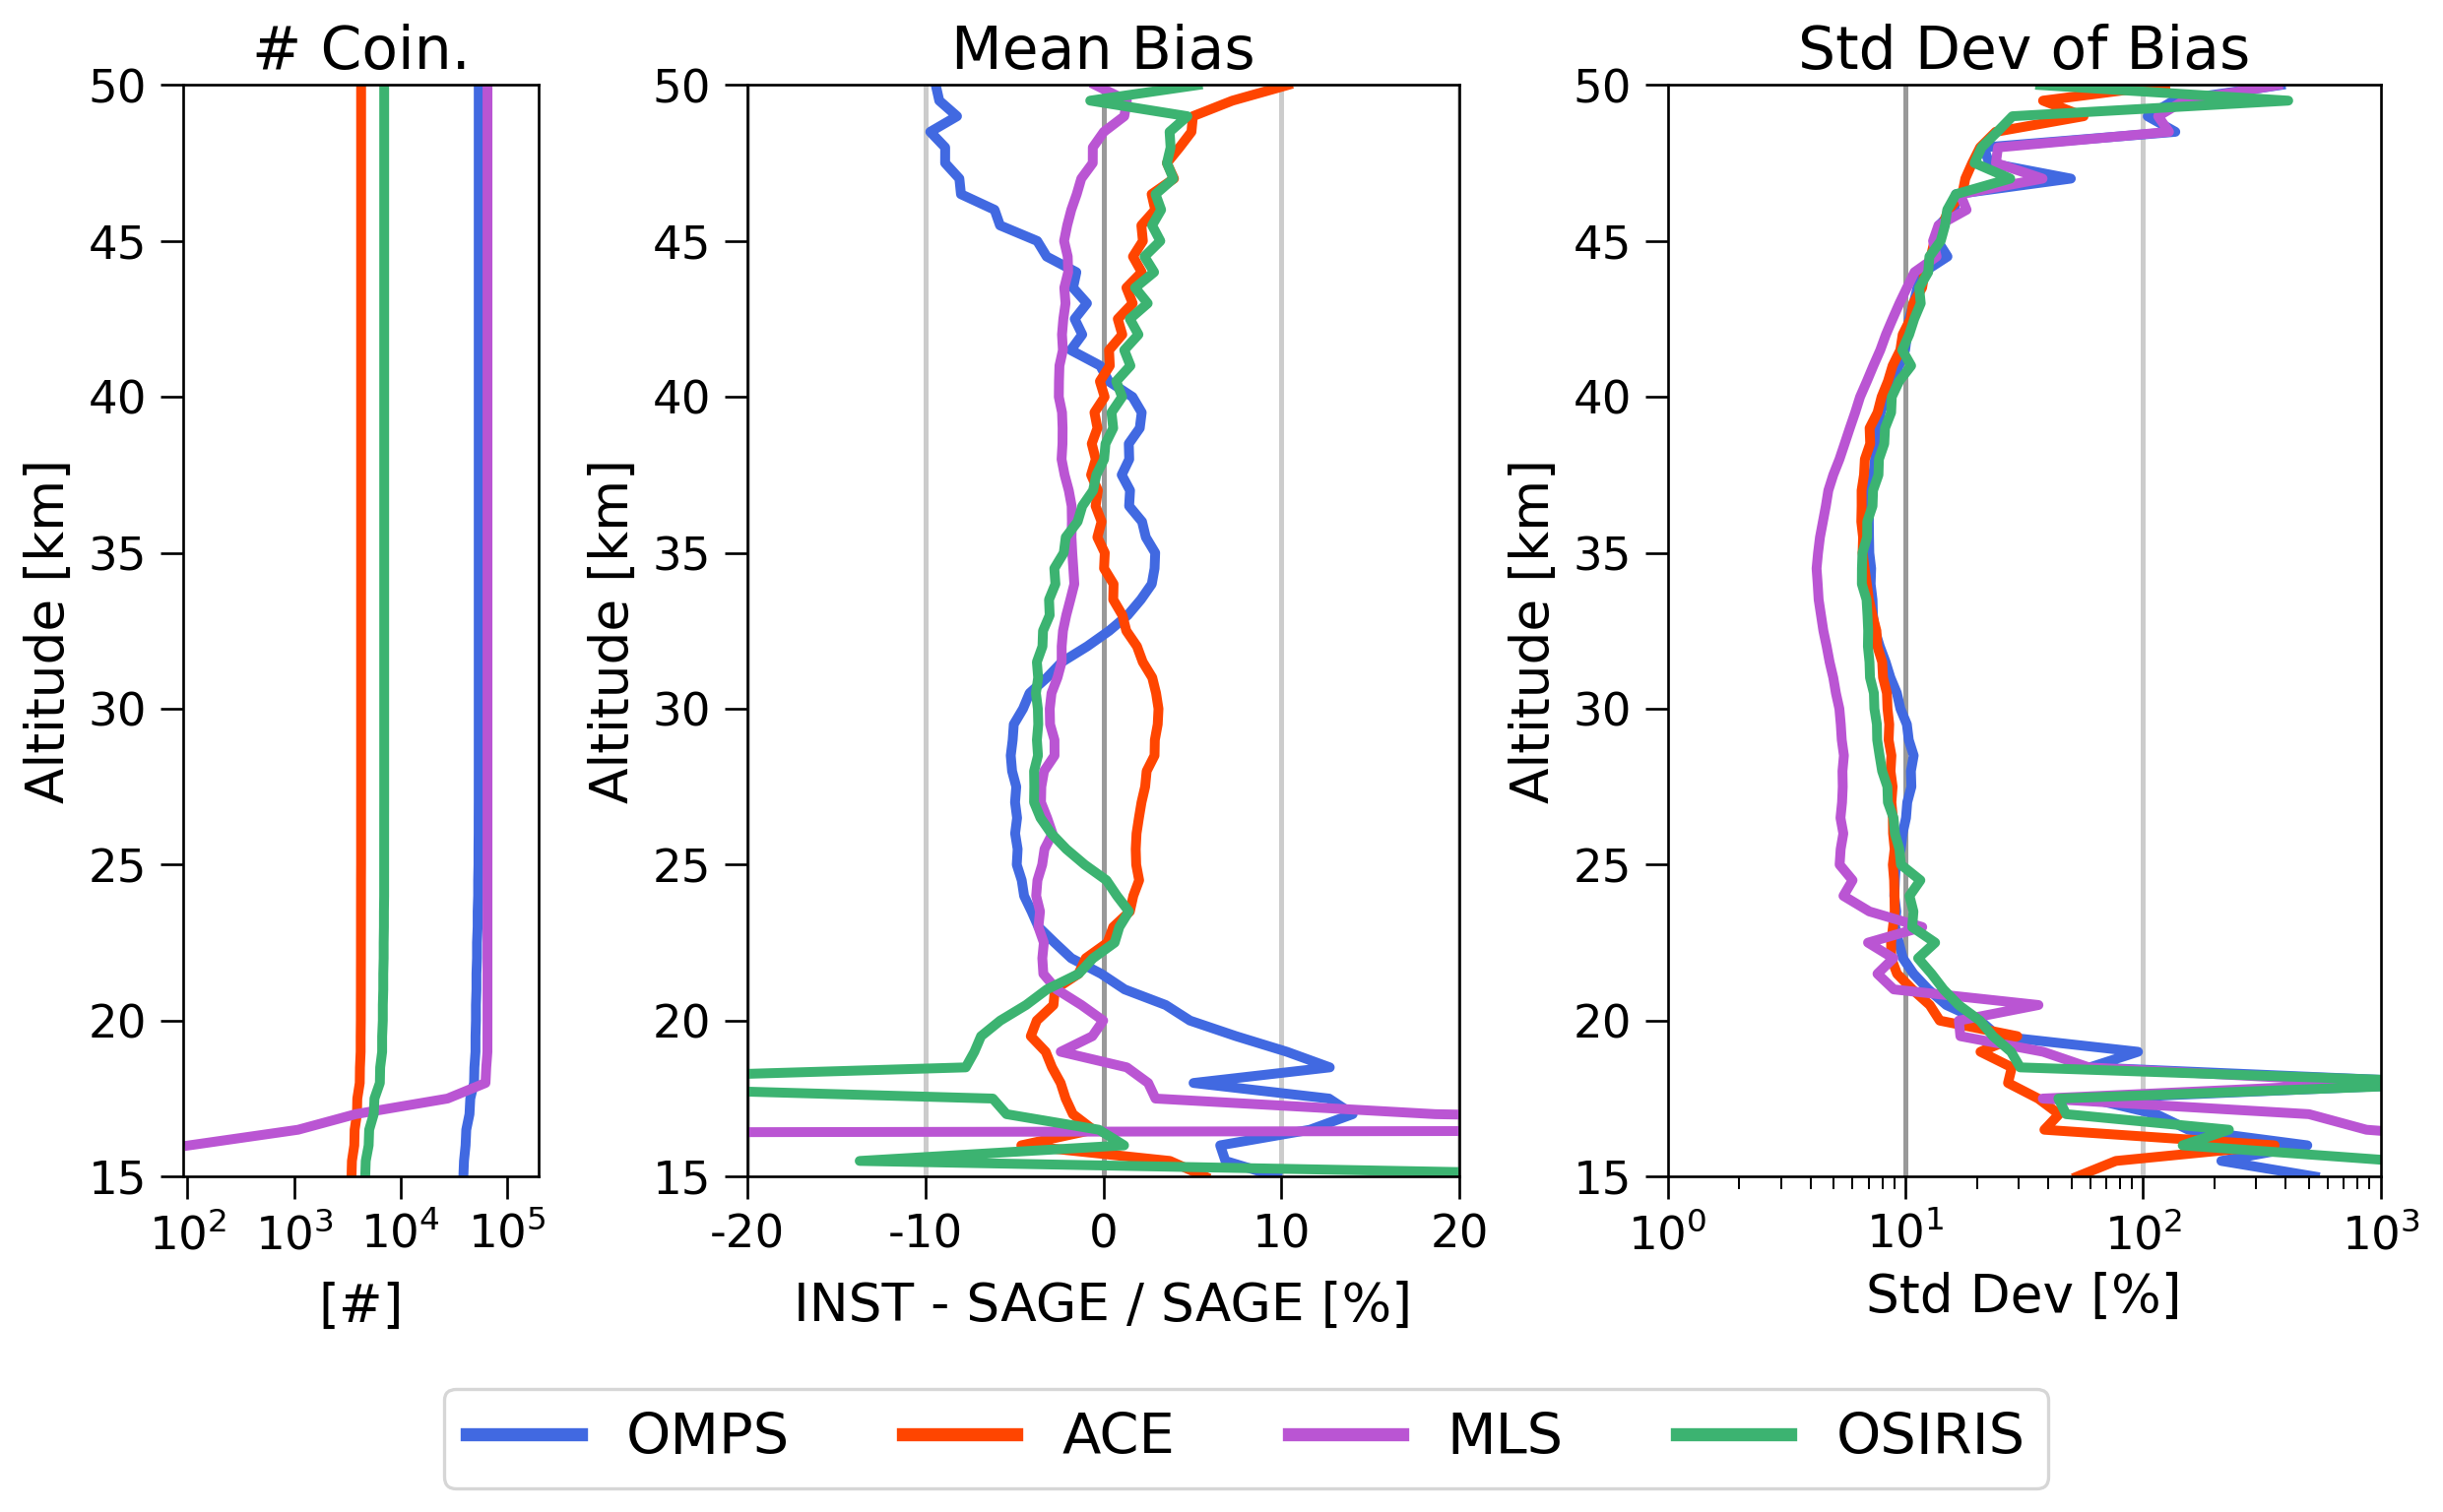 # Coin.
Mean Bias
Std Dev of Bias
50
45
40
35
30
25
20
15
Altitude [km]
10² 10³ 10⁴ 10⁵
[#]
50
45
40
35
30
25
20
15
Altitude [km]
-20 -10 0 10 20
INST - SAGE / SAGE [%]
50
45
40
35
30
25
20
15
Altitude [km]
10⁰ 10¹ 10² 10³
Std Dev [%]
OMPS ACE MLS OSIRIS